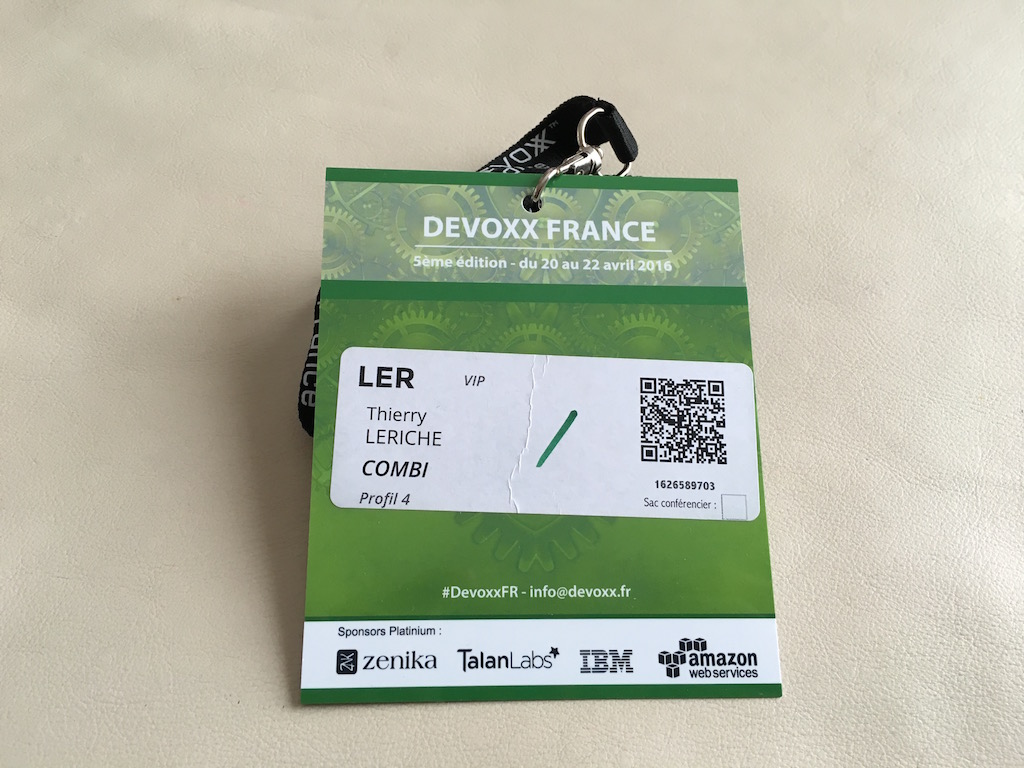 DEVOXX FRANCE
5ème édition - du 20 au 22 avril 2016
LER
VIP
Thierry
LERICHE
COMBI
Profil 4
1626589703
Sac conférencier :
#DevoxxFR - info@devoxx.fr
Sponsors Platinium :
zenika
TalanLabs
IBM
amazon
web services